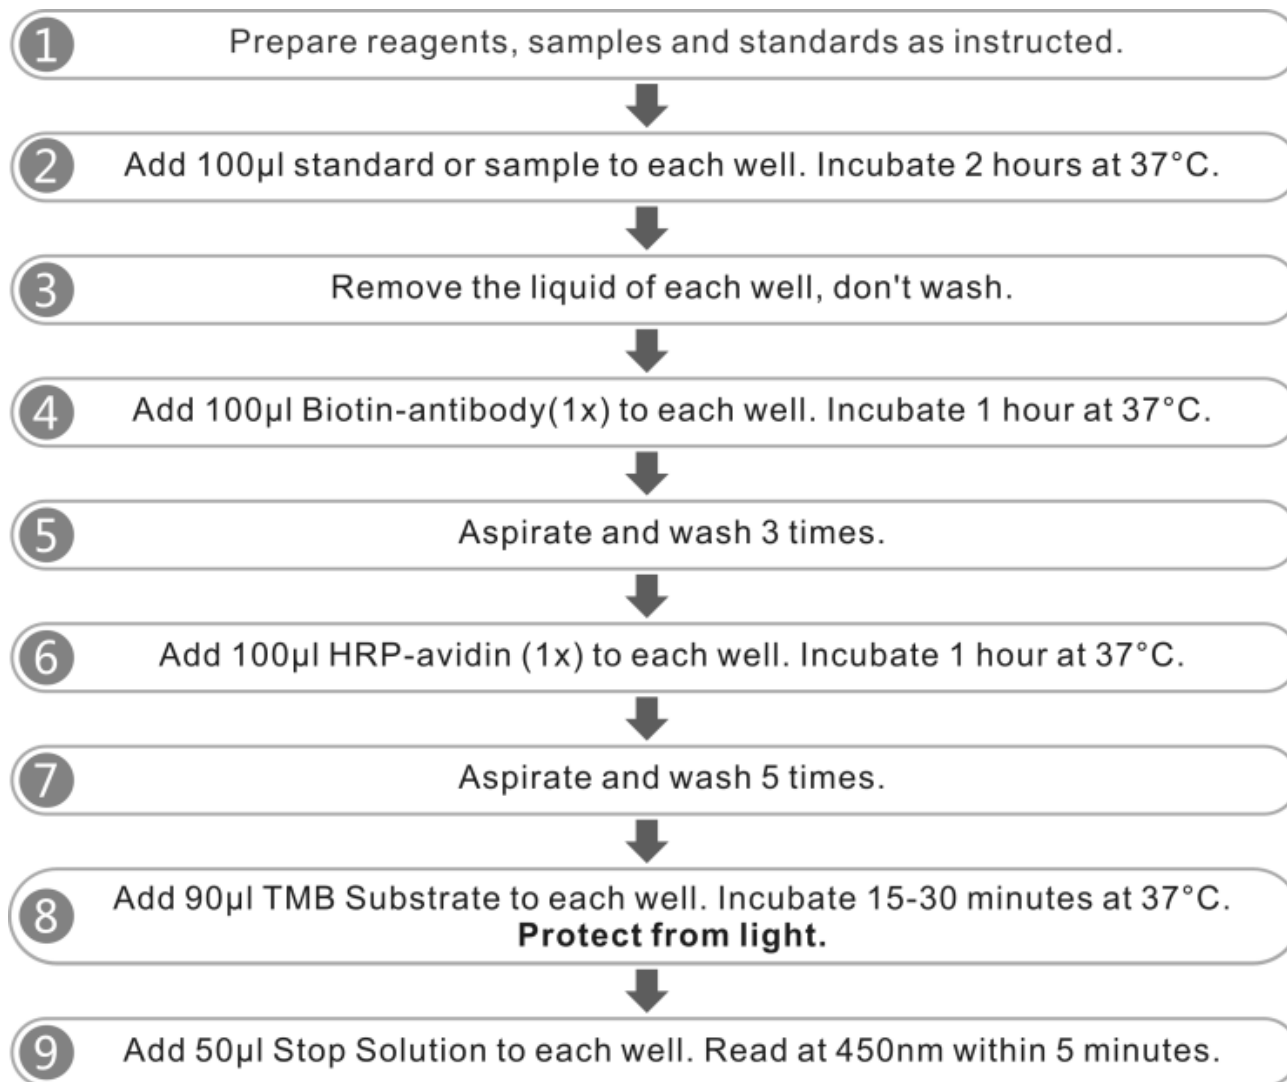 1 Prepare reagents, samples and standards as instructed.
2 Add 100μl standard or sample to each well. Incubate 2 hours at 37°C.
3 Remove the liquid of each well, don't wash.
4 Add 100μl Biotin-antibody(1x) to each well. Incubate 1 hour at 37°C.
5 Aspirate and wash 3 times.
6 Add 100μl HRP-avidin (1x) to each well. Incubate 1 hour at 37°C.
7 Aspirate and wash 5 times.
8 Add 90μl TMB Substrate to each well. Incubate 15-30 minutes at 37°C.
Protect from light.
9 Add 50μl Stop Solution to each well. Read at 450nm within 5 minutes.